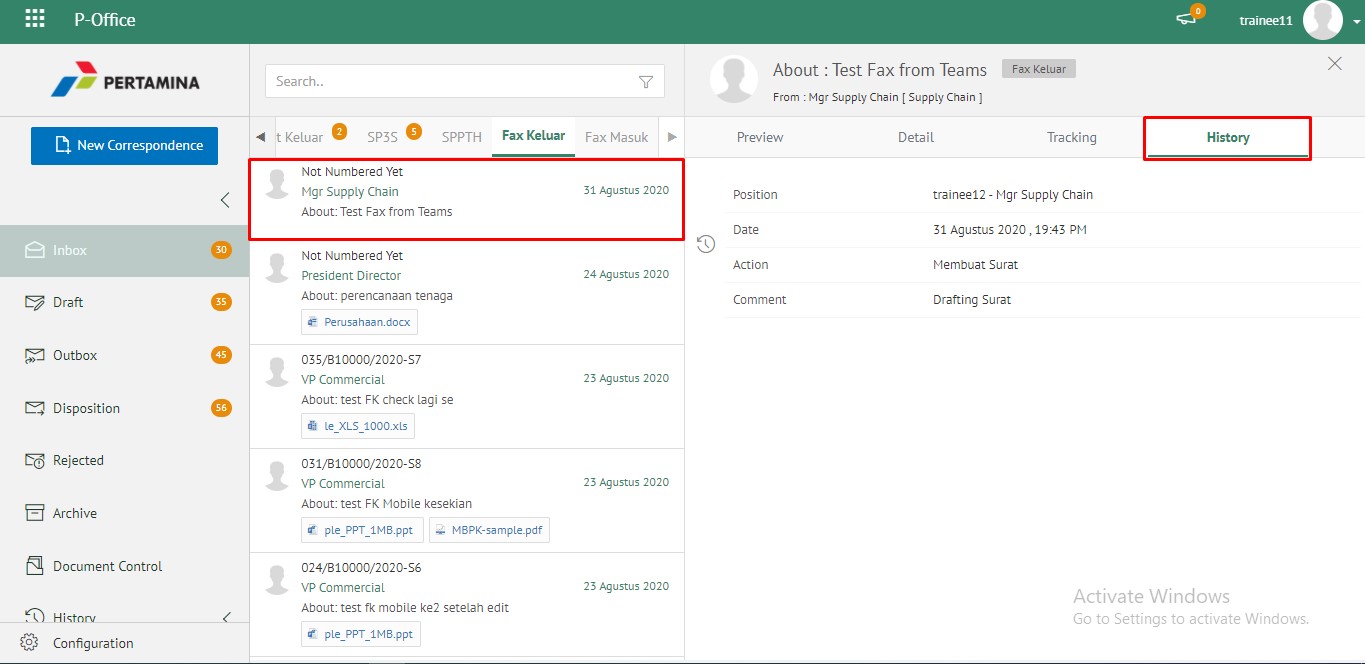 P-Office
0
trainee11
PERTAMINA
New Correspondence
Inbox
30
Draft
35
Outbox
45
Disposition
56
Rejected
Archive
Document Control
History
Configuration
Search..
t Keluar
2
SP3S
5
SPPTH
Fax Keluar
Fax Masuk
Not Numbered Yet
Mgr Supply Chain
31 Agustus 2020
About: Test Fax from Teams
Not Numbered Yet
President Director
24 Agustus 2020
About: perencanaan tenaga
Perusahaan.docx
035/B10000/2020-S7
VP Commercial
23 Agustus 2020
About: test FK check lagi se
le_XLS_1000.xls
031/B10000/2020-S8
VP Commercial
23 Agustus 2020
About: test FK Mobile kesekian
ple_PPT_1MB.ppt
MBPK-sample.pdf
024/B10000/2020-S6
VP Commercial
23 Agustus 2020
About: test fk mobile ke2 setelah edit
ple_PPT_1MB.ppt
About : Test Fax from Teams
Fax Keluar
From : Mgr Supply Chain [ Supply Chain ]
Preview
Detail
Tracking
History
Position
trainee12 - Mgr Supply Chain
Date
31 Agustus 2020 , 19:43 PM
Action
Membuat Surat
Comment
Drafting Surat
Activate Windows
Go to Settings to activate Windows.